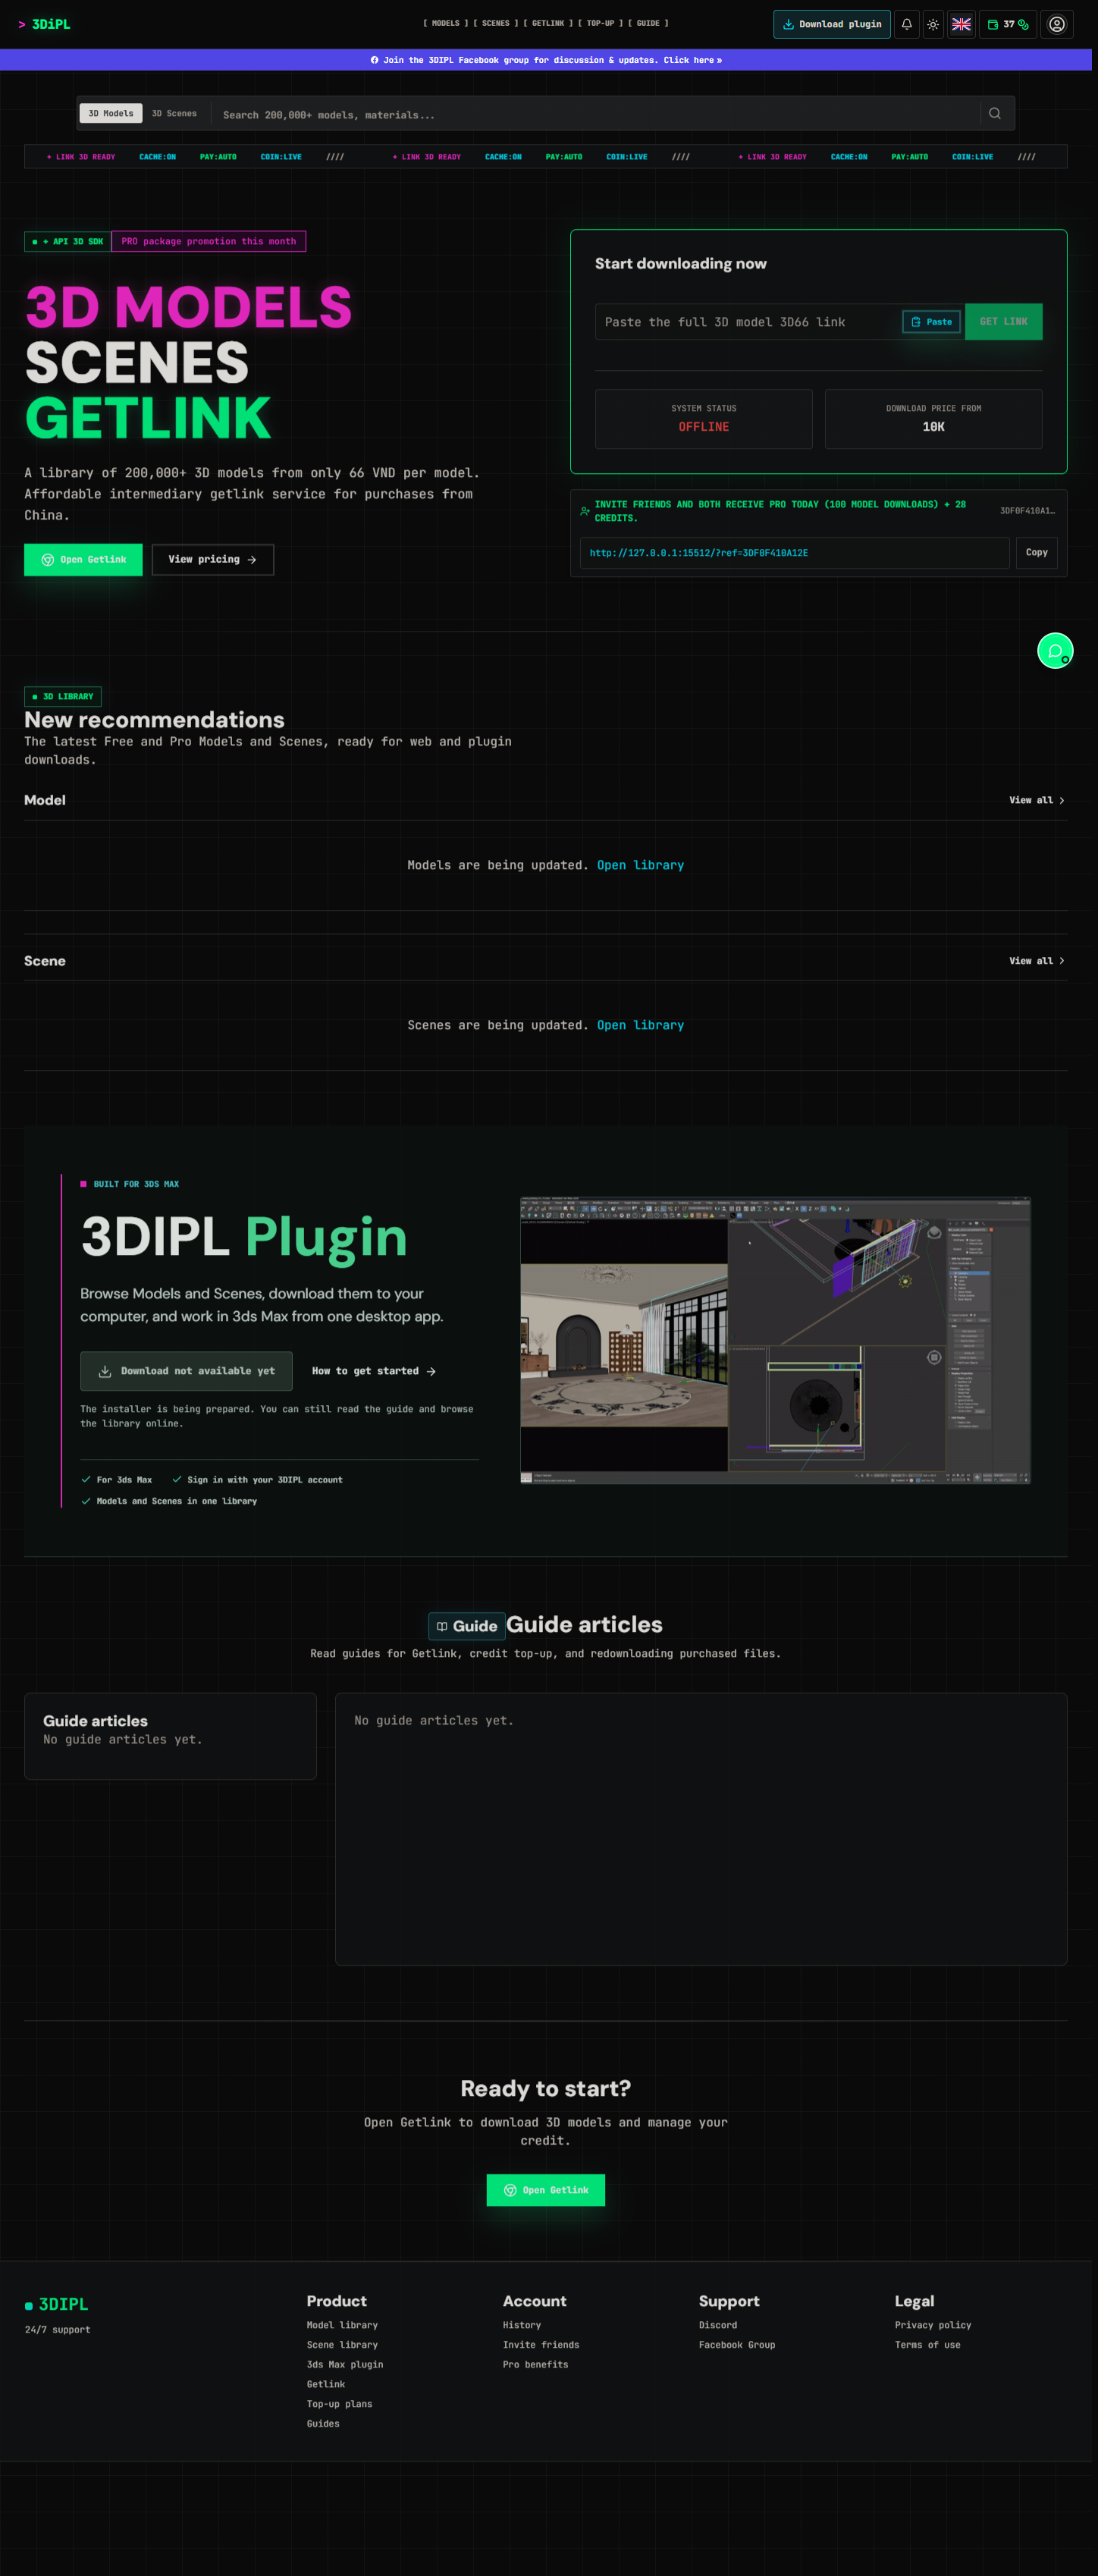 > 3DiPL
[ MODELS ] [ SCENES ] [ GETLINK ] [ TOP-UP ] [ GUIDE ]
Download plugin
37
Join the 3DIPL Facebook group for discussion & updates. Click here »
3D Models
3D Scenes
Search 200,000+ models, materials...
+ LINK 3D READY CACHE:ON PAY:AUTO COIN:LIVE //// + LINK 3D READY CACHE:ON PAY:AUTO COIN:LIVE //// + LINK 3D READY CACHE:ON PAY:AUTO COIN:LIVE ////
+ API 3D SDK
PRO package promotion this month
3D MODELS
SCENES
GETLINK
A library of 200,000+ 3D models from only 66 VND per model.
Affordable intermediary getlink service for purchases from
China.
Open Getlink
View pricing →
Start downloading now
Paste the full 3D model 3D66 link
Paste
GET LINK
SYSTEM STATUS
OFFLINE
DOWNLOAD PRICE FROM
10K
INVITE FRIENDS AND BOTH RECEIVE PRO TODAY (100 MODEL DOWNLOADS) + 28
CREDITS.
3DF0F410A1…
http://127.0.0.1:15512/?ref=3DF0F410A12E
Copy
3D LIBRARY
New recommendations
The latest Free and Pro Models and Scenes, ready for web and plugin
downloads.
Model
View all >
Models are being updated. Open library
Scene
View all >
Scenes are being updated. Open library
BUILT FOR 3DS MAX
3DIPL Plugin
Browse Models and Scenes, download them to your
computer, and work in 3ds Max from one desktop app.
Download not available yet
How to get started →
The installer is being prepared. You can still read the guide and browse
the library online.
For 3ds Max
Sign in with your 3DIPL account
Models and Scenes in one library
Guide
Guide articles
Read guides for Getlink, credit top-up, and redownloading purchased files.
Guide articles
No guide articles yet.
No guide articles yet.
Ready to start?
Open Getlink to download 3D models and manage your
credit.
Open Getlink
3DIPL
24/7 support
Product
Model library
Scene library
3ds Max plugin
Getlink
Top-up plans
Guides
Account
History
Invite friends
Pro benefits
Support
Discord
Facebook Group
Legal
Privacy policy
Terms of use